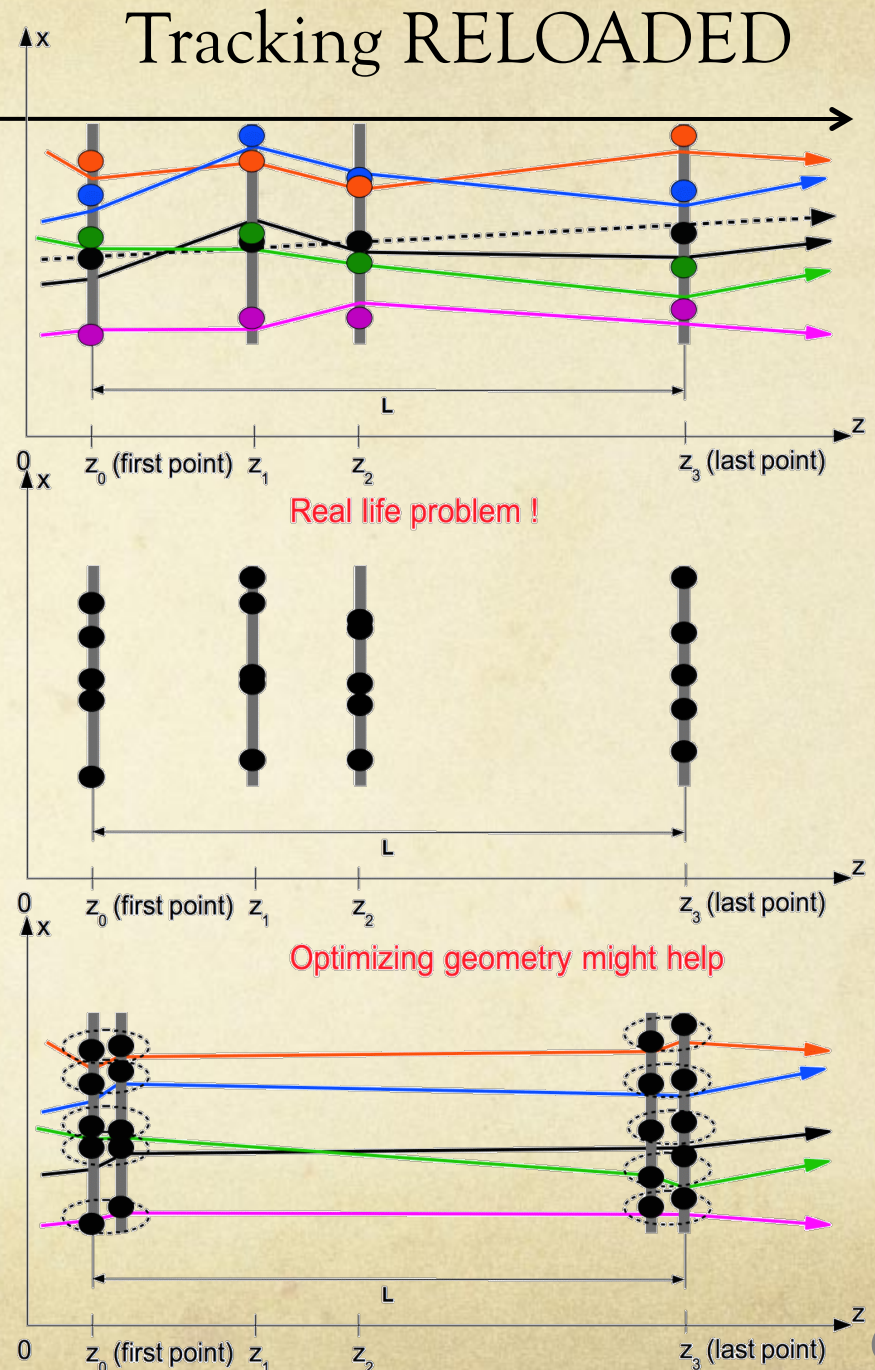 Tracking RELOADED
x
L
z
0
z0 (first point) z1 z2 z3 (last point)
x
Real life problem !
L
z
0
z0 (first point) z1 z2 z3 (last point)
x
Optimizing geometry might help
L
z
0
z0 (first point) z1 z2 z3 (last point)